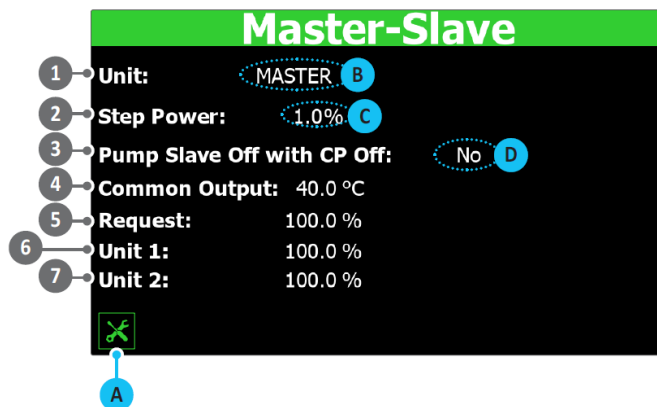 Master-Slave
1 Unit: MASTER B
2 Step Power: 1.0% C
3 Pump Slave Off with CP Off: No D
4 Common Output: 40.0 ºC
5 Request: 100.0 %
6 Unit 1: 100.0 %
7 Unit 2: 100.0 %
A